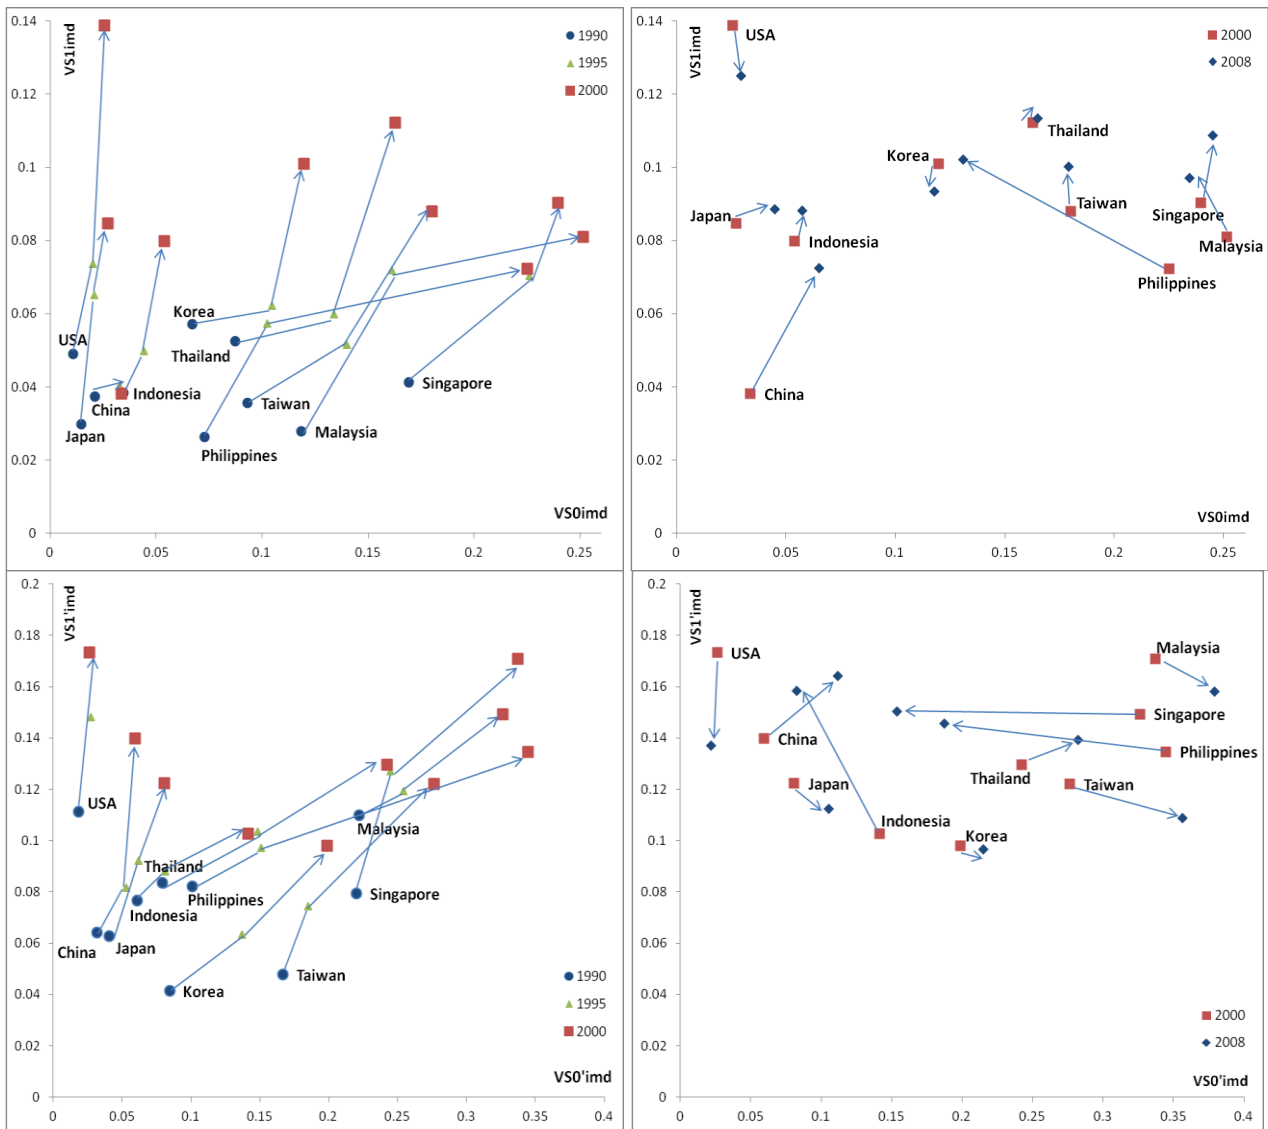 VS1imd
0.14
0.12
0.1
0.08
0.06
0.04
0.02
0
0
0.05
0.1
0.15
0.2
0.25
VS0imd
1990
1995
2000
USA
Korea
Thailand
Indonesia
China
Japan
Taiwan
Malaysia
Philippines
Singapore
VS1imd
0.14
0.12
0.1
0.08
0.06
0.04
0.02
0
0
0.05
0.1
0.15
0.2
0.25
VS0imd
2000
2008
USA
Thailand
Korea
Taiwan
Japan
Singapore
Indonesia
Malaysia
Philippines
China
VS1'imd
0.2
0.18
0.16
0.14
0.12
0.1
0.08
0.06
0.04
0.02
0
0
0.05
0.1
0.15
0.2
0.25
0.3
0.35
0.4
VS0'imd
USA
Malaysia
Thailand
Philippines
Singapore
Indonesia
China
Japan
Korea
Taiwan
1990
1995
2000
VS1'imd
0.2
0.18
0.16
0.14
0.12
0.1
0.08
0.06
0.04
0.02
0
0
0.05
0.1
0.15
0.2
0.25
0.3
0.35
0.4
VS0'imd
USA
Malaysia
Singapore
China
Philippines
Thailand
Japan
Taiwan
Indonesia
Korea
2000
2008